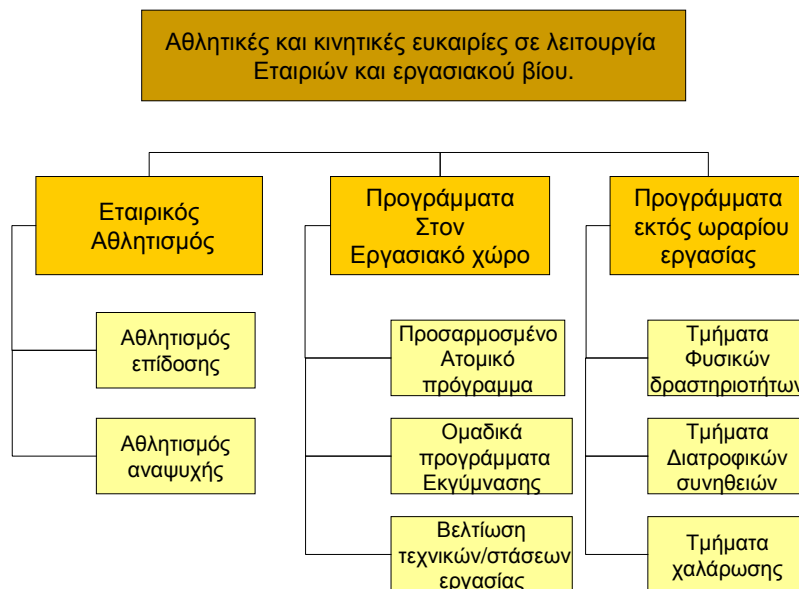 Αθλητικές και κινητικές ευκαιρίες σε λειτουργία
Εταιριών και εργασιακού βίου.
Εταιρικός
Αθλητισμός
Αθλητισμός
επίδοσης
Αθλητισμός
αναψυχής
Προγράμματα
Στον
Εργασιακό χώρο
Προσαρμοσμένο
Ατομικό
πρόγραμμα
Ομαδικά
προγράμματα
Εκγύμνασης
Βελτίωση
τεχνικών/στάσεων
εργασίας
Προγράμματα
εκτός ωραρίου
εργασίας
Τμήματα
Φυσικών
δραστηριοτήτων
Τμήματα
Διατροφικών
συνηθειών
Τμήματα
χαλάρωσης